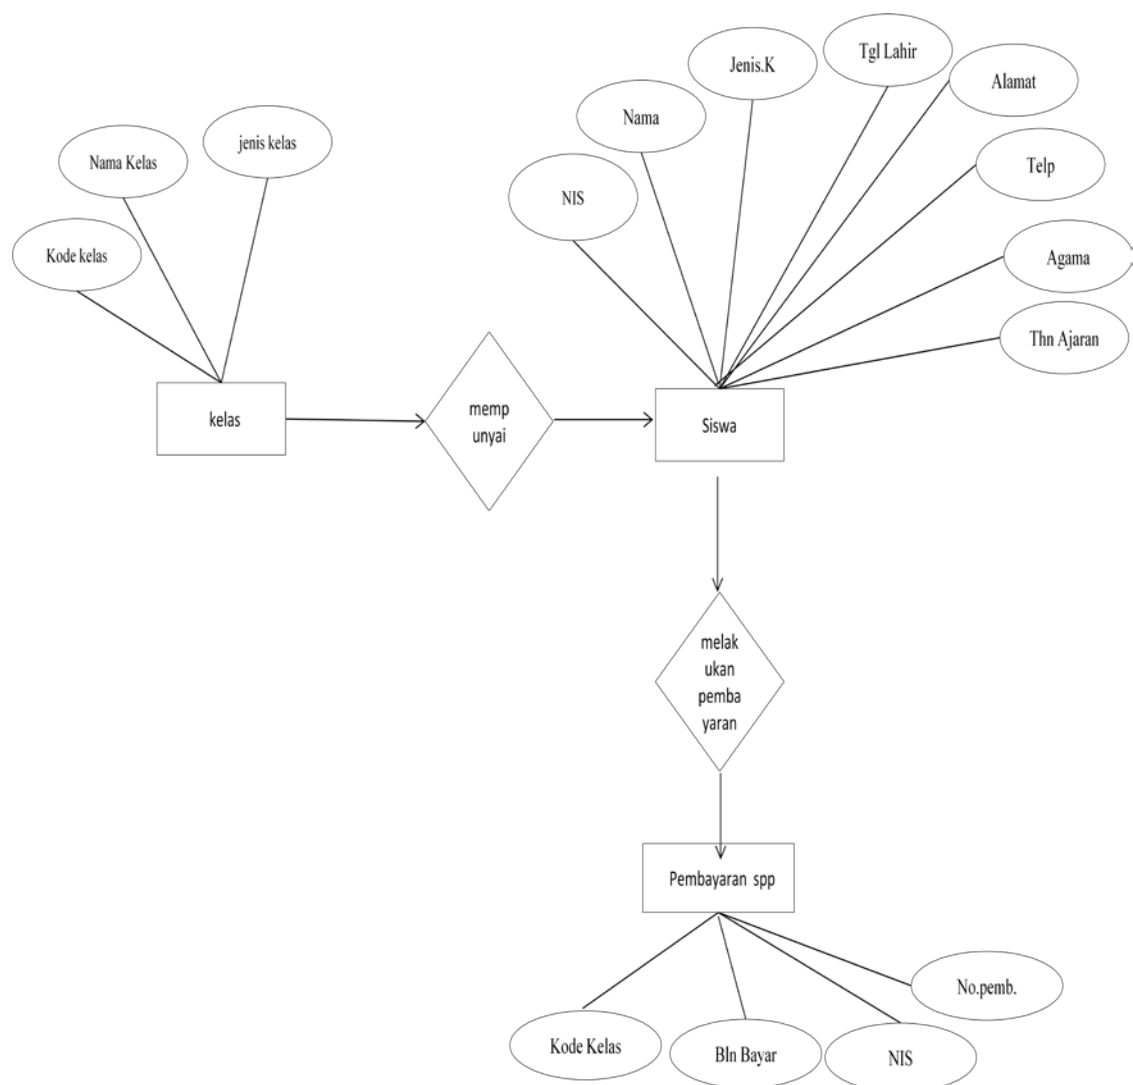 Jenis.K
Tgl Lahir
Alamat
Nama
jenis kelas
Nama Kelas
Telp
NIS
Kode kelas
Agama
Thn Ajaran
kelas
memp
unyai
Siswa
melak
ukan
pemba
yaran
Pembayaran spp
No.pemb.
Kode Kelas
Bln Bayar
NIS